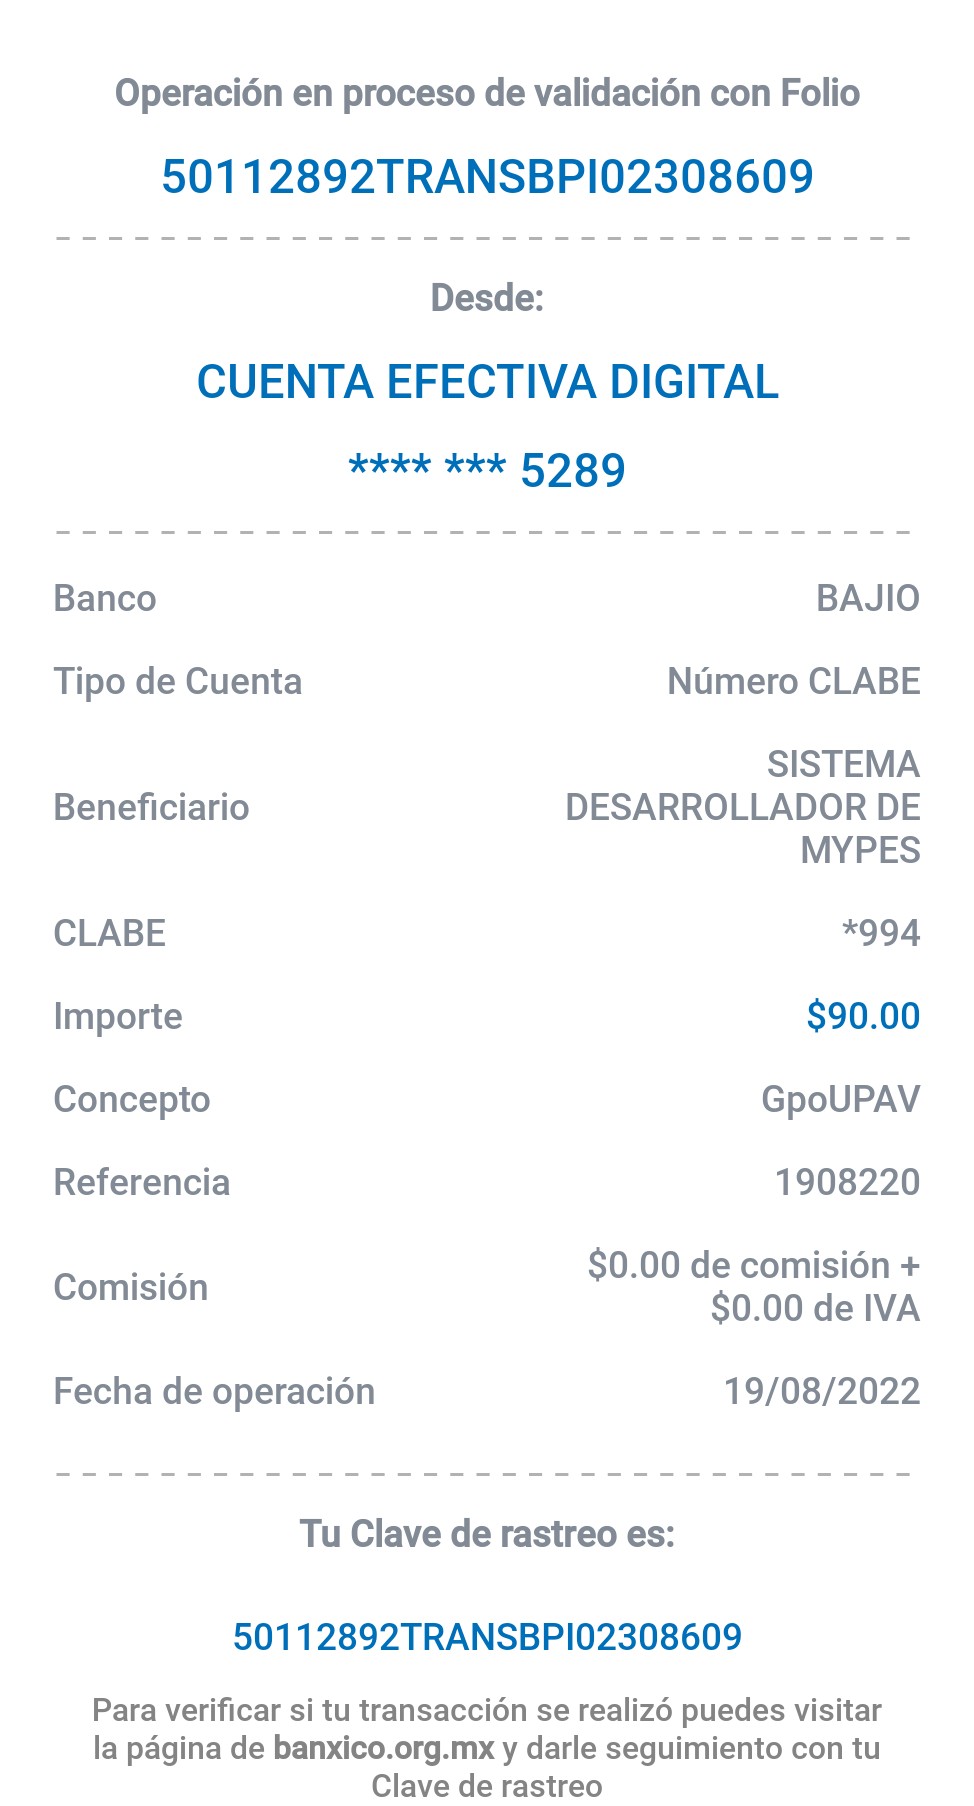 Operación en proceso de validación con Folio
50112892TRANSBPI02308609
Desde:
CUENTA EFECTIVA DIGITAL
**** *** 5289
Banco BAJIO
Tipo de Cuenta Número CLABE
Beneficiario SISTEMA
DESARROLLADOR DE
MYPES
CLABE *994
Importe $90.00
Concepto GpoUPAV
Referencia 1908220
Comisión $0.00 de comisión +
$0.00 de IVA
Fecha de operación 19/08/2022
Tu Clave de rastreo es:
50112892TRANSBPI02308609
Para verificar si tu transacción se realizó puedes visitar
la página de banxico.org.mx y darle seguimiento con tu
Clave de rastreo